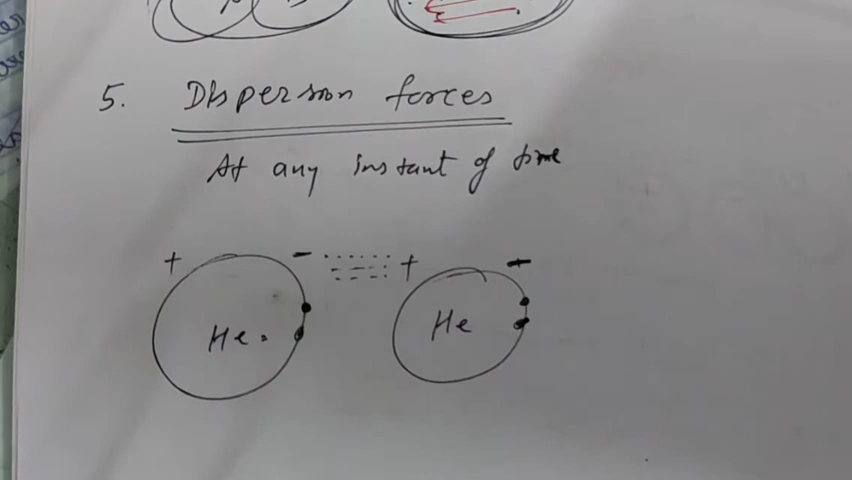 5. Dispersion forces
At any instant of time
+ - + -
He. He